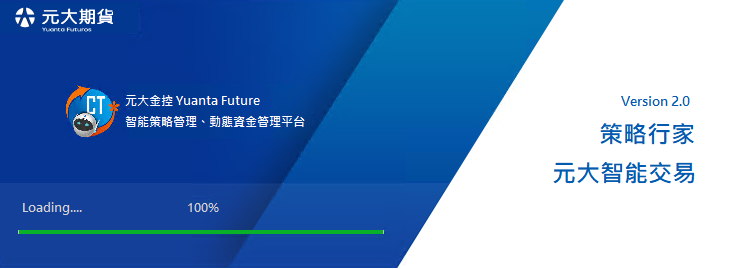 元大期貨
Yuanta Futuros
CT
元大金控 Yuanta Future
智能策略管理、動態資金管理平台
Version 2.0
策略行家
元大智能交易
Loading....
100%